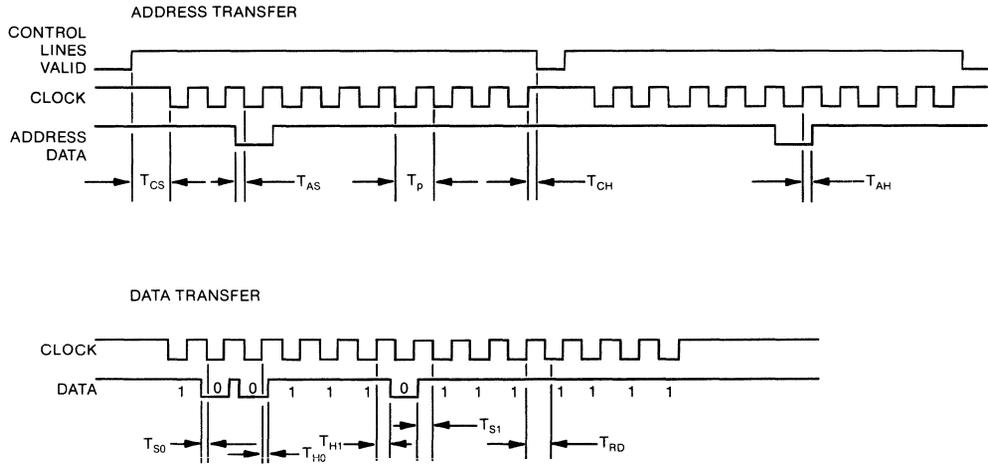 ADDRESS TRANSFER
CONTROL
LINES
VALID
CLOCK
ADDRESS
DATA
TCS
TAS
Tp
TCH
TAH
DATA TRANSFER
CLOCK
DATA
1 0 0 1 1 1 0 1 1 1 1 1 1 1
TS0
TH0
TH1
TS1
TRD